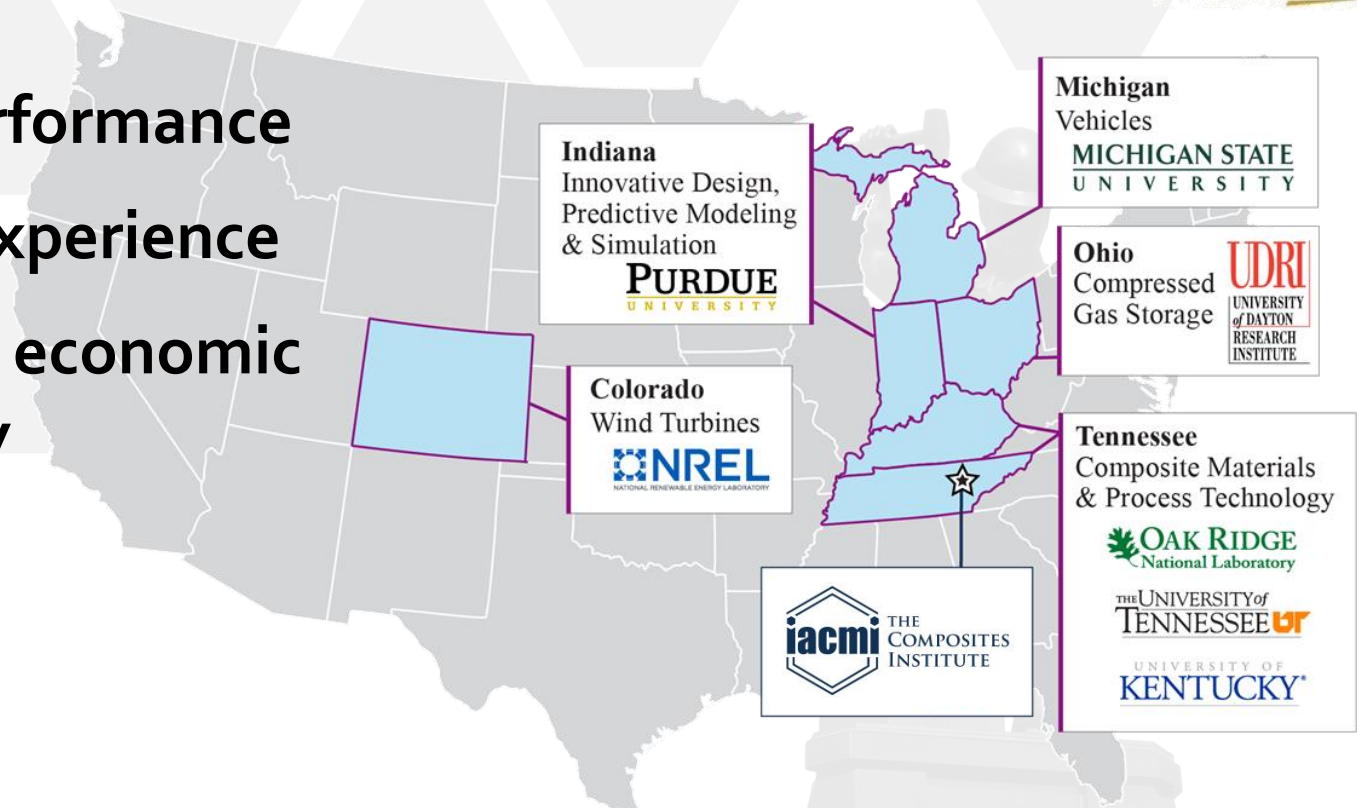 rformance
xperience
economic
y
Indiana
Innovative Design,
Predictive Modeling
& Simulation
PURDUE
UNIVERSITY
Colorado
Wind Turbines
NREL
NATIONAL RENEWABLE ENERGY LABORATORY
Michigan
Vehicles
MICHIGAN STATE
UNIVERSITY
Ohio
Compressed
Gas Storage
UDRI
UNIVERSITY
of DAYTON
RESEARCH
INSTITUTE
Tennessee
Composite Materials
& Process Technology
OAK RIDGE
National Laboratory
THE UNIVERSITY of
TENNESSEE UT
UNIVERSITY OF
KENTUCKY®
iacmi
THE
COMPOSITES
INSTITUTE